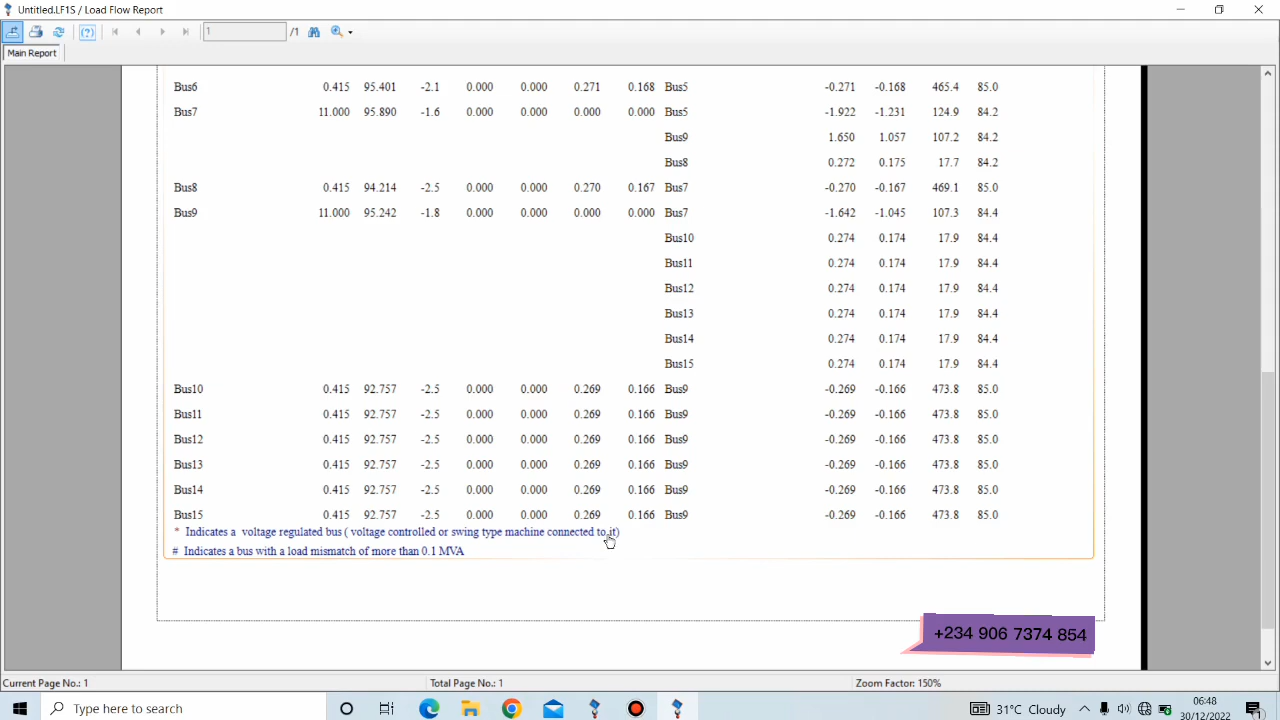 Untitled.LF1S / Load Flow Report
1 /1
Main Report
Bus6 0.415 95.401 -2.1 0.000 0.000 0.271 0.168 Bus5 -0.271 -0.168 465.4 85.0
Bus7 11.000 95.890 -1.6 0.000 0.000 0.000 0.000 Bus5 -1.922 -1.231 124.9 84.2
Bus9 1.650 1.057 107.2 84.2
Bus8 0.272 0.175 17.7 84.2
Bus8 0.415 94.214 -2.5 0.000 0.000 0.270 0.167 Bus7 -0.270 -0.167 469.1 85.0
Bus9 11.000 95.242 -1.8 0.000 0.000 0.000 0.000 Bus7 -1.642 -1.045 107.3 84.4
Bus10 0.274 0.174 17.9 84.4
Bus11 0.274 0.174 17.9 84.4
Bus12 0.274 0.174 17.9 84.4
Bus13 0.274 0.174 17.9 84.4
Bus14 0.274 0.174 17.9 84.4
Bus15 0.274 0.174 17.9 84.4
Bus10 0.415 92.757 -2.5 0.000 0.000 0.269 0.166 Bus9 -0.269 -0.166 473.8 85.0
Bus11 0.415 92.757 -2.5 0.000 0.000 0.269 0.166 Bus9 -0.269 -0.166 473.8 85.0
Bus12 0.415 92.757 -2.5 0.000 0.000 0.269 0.166 Bus9 -0.269 -0.166 473.8 85.0
Bus13 0.415 92.757 -2.5 0.000 0.000 0.269 0.166 Bus9 -0.269 -0.166 473.8 85.0
Bus14 0.415 92.757 -2.5 0.000 0.000 0.269 0.166 Bus9 -0.269 -0.166 473.8 85.0
Bus15 0.415 92.757 -2.5 0.000 0.000 0.269 0.166 Bus9 -0.269 -0.166 473.8 85.0
* Indicates a voltage regulated bus ( voltage controlled or swing type machine connected to it)
# Indicates a bus with a load mismatch of more than 0.1 MVA
+234 906 7374 854
Current Page No.: 1 Total Page No.: 1 Zoom Factor: 150%
Type here to search 31°C Cloudy 06:48
30/12/2022